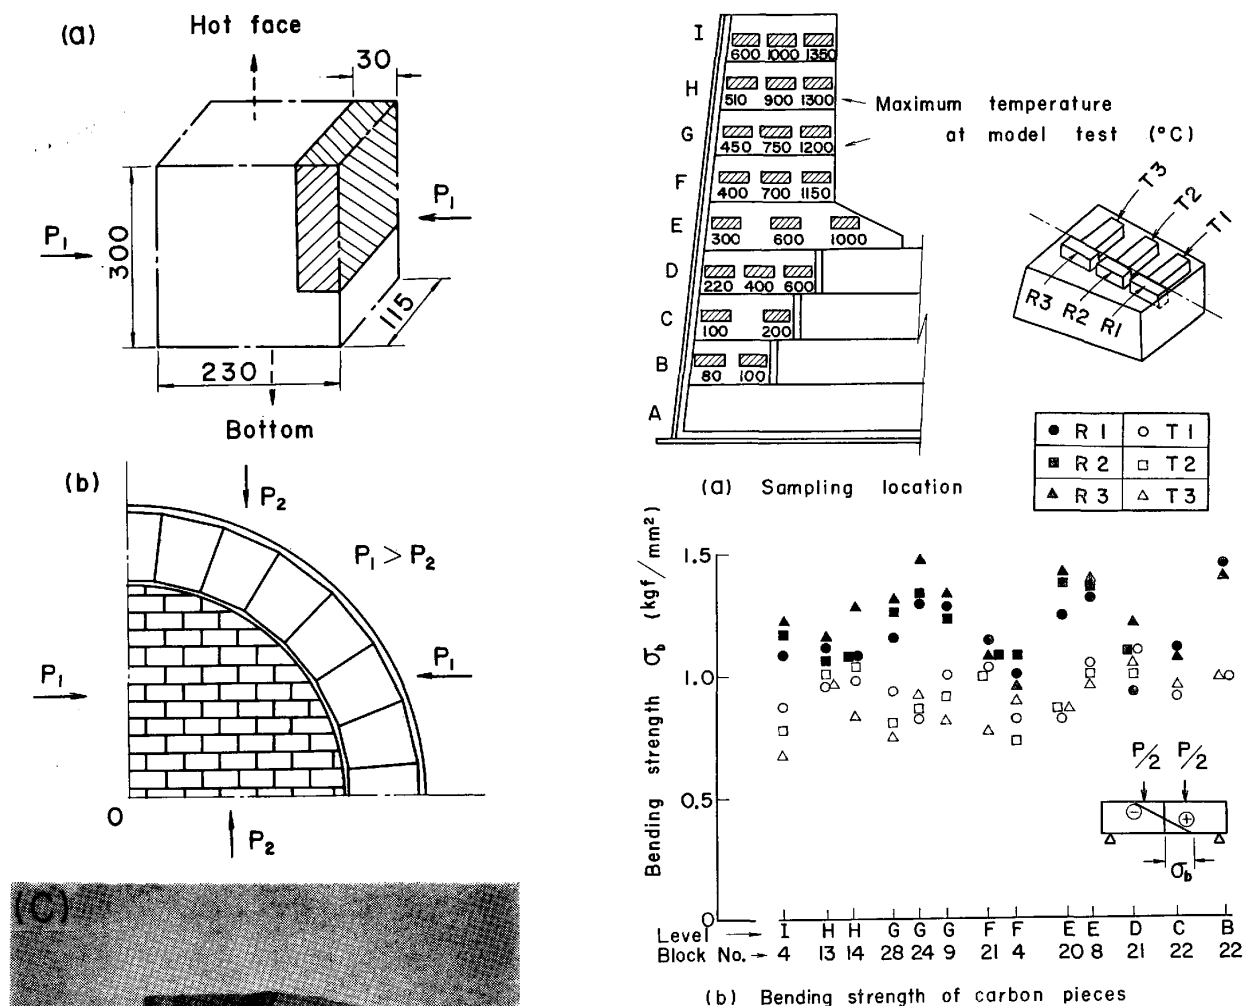 (a)
Hot face
30
P1
P1
300
115
230
Bottom
(b)
P2
P1 > P2
P1
P1
O
P2
(C)
I
600 1000 1350
H
510 900 1300
Maximum temperature
at model test (°C)
G
450 750 1200
F
400 700 1150
E
300 600 1000
D
220 400 600
C
100 200
B
80 100
A
T3
T2
T1
R3 R2 R1
● R1 ○ T1
■ R2 □ T2
▲ R3 △ T3
(a) Sampling location
Bending strength σb (kgf/mm²)
1.5
1.0
0.5
0
P/2 P/2
⊖ ⊕
σb
Level → I H H G G G F F E E D C B
Block No. → 4 13 14 28 24 9 21 4 20 8 21 22 22
(b) Bending strength of carbon pieces